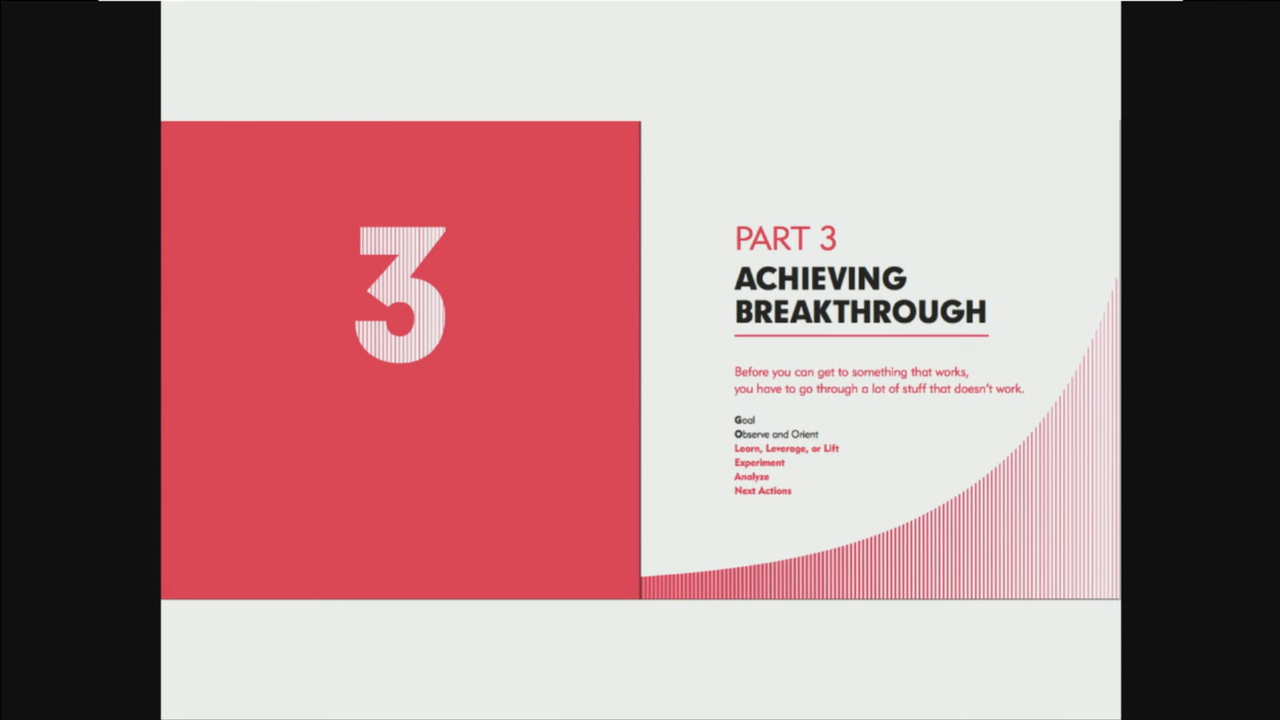 3
PART 3
ACHIEVING
BREAKTHROUGH
Before you can get to something that works,
you have to go through a lot of stuff that doesn't work.
Goal
Observe and Orient
Learn, Leverage, or Lift
Experiment
Analyze
Next Actions